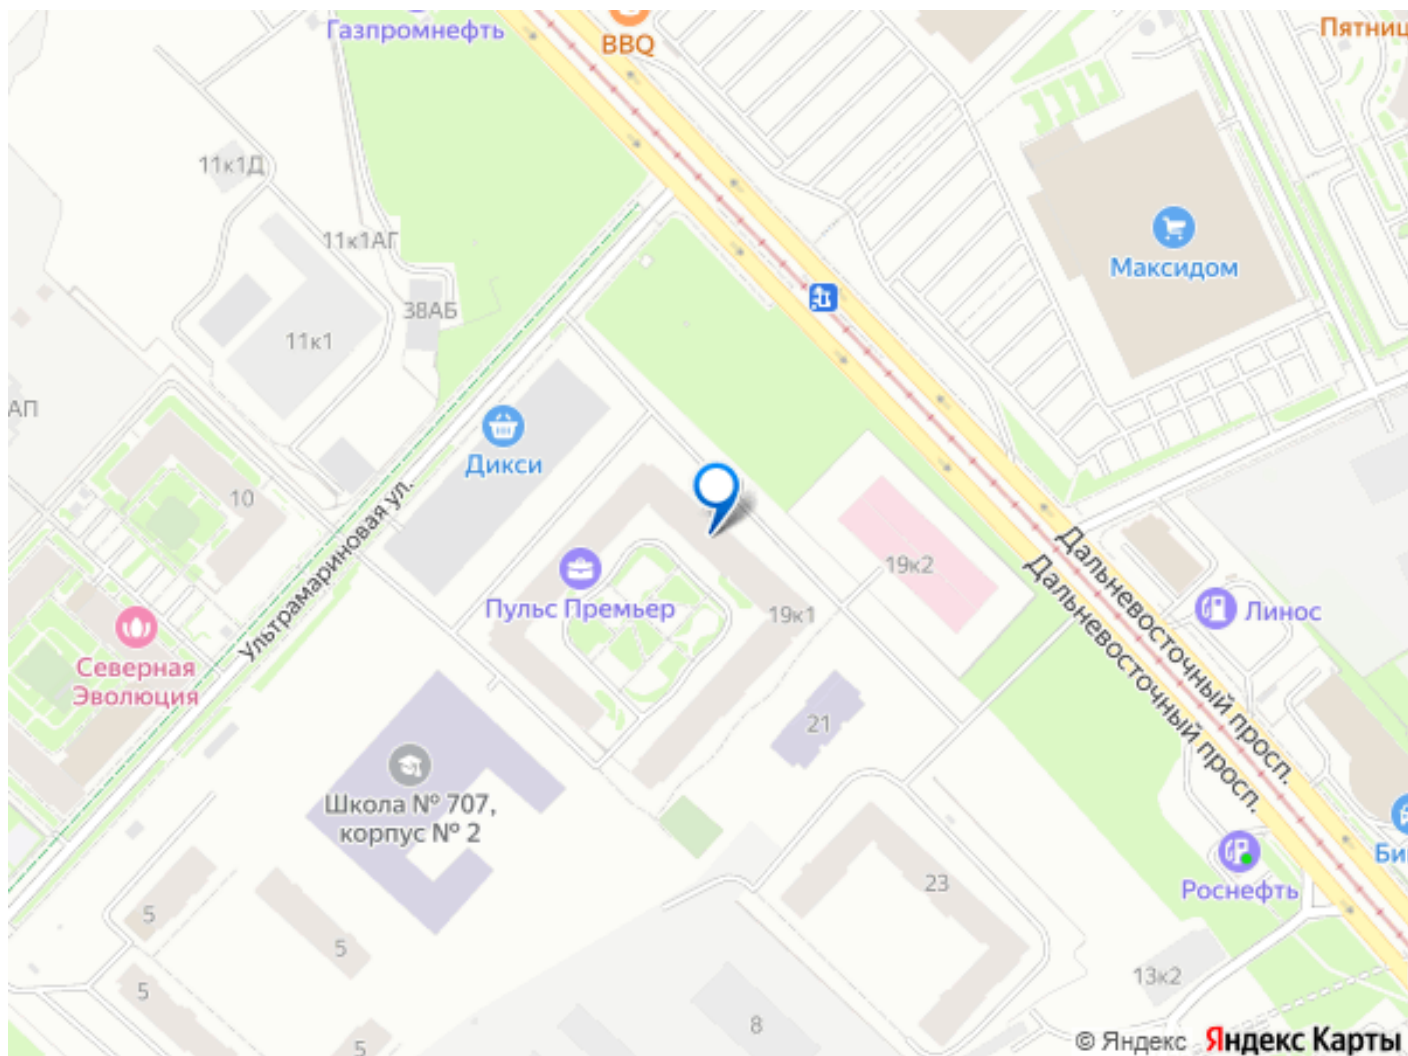 Газпромнефть
BBQ
Пятниц
11к1Д
11к1АГ
Максидом
38АБ
11к1
АП
Дикси
10
Ультрамариновая ул.
19к2
Дальневосточный просп.
Дальневосточный просп.
Пульс Премьер
19к1
Линос
Северная
Эволюция
21
Школа № 707,
корпус № 2
Би
Роснефть
23
5
5
13к2
5
8
5
© Яндекс Яндекс Карты